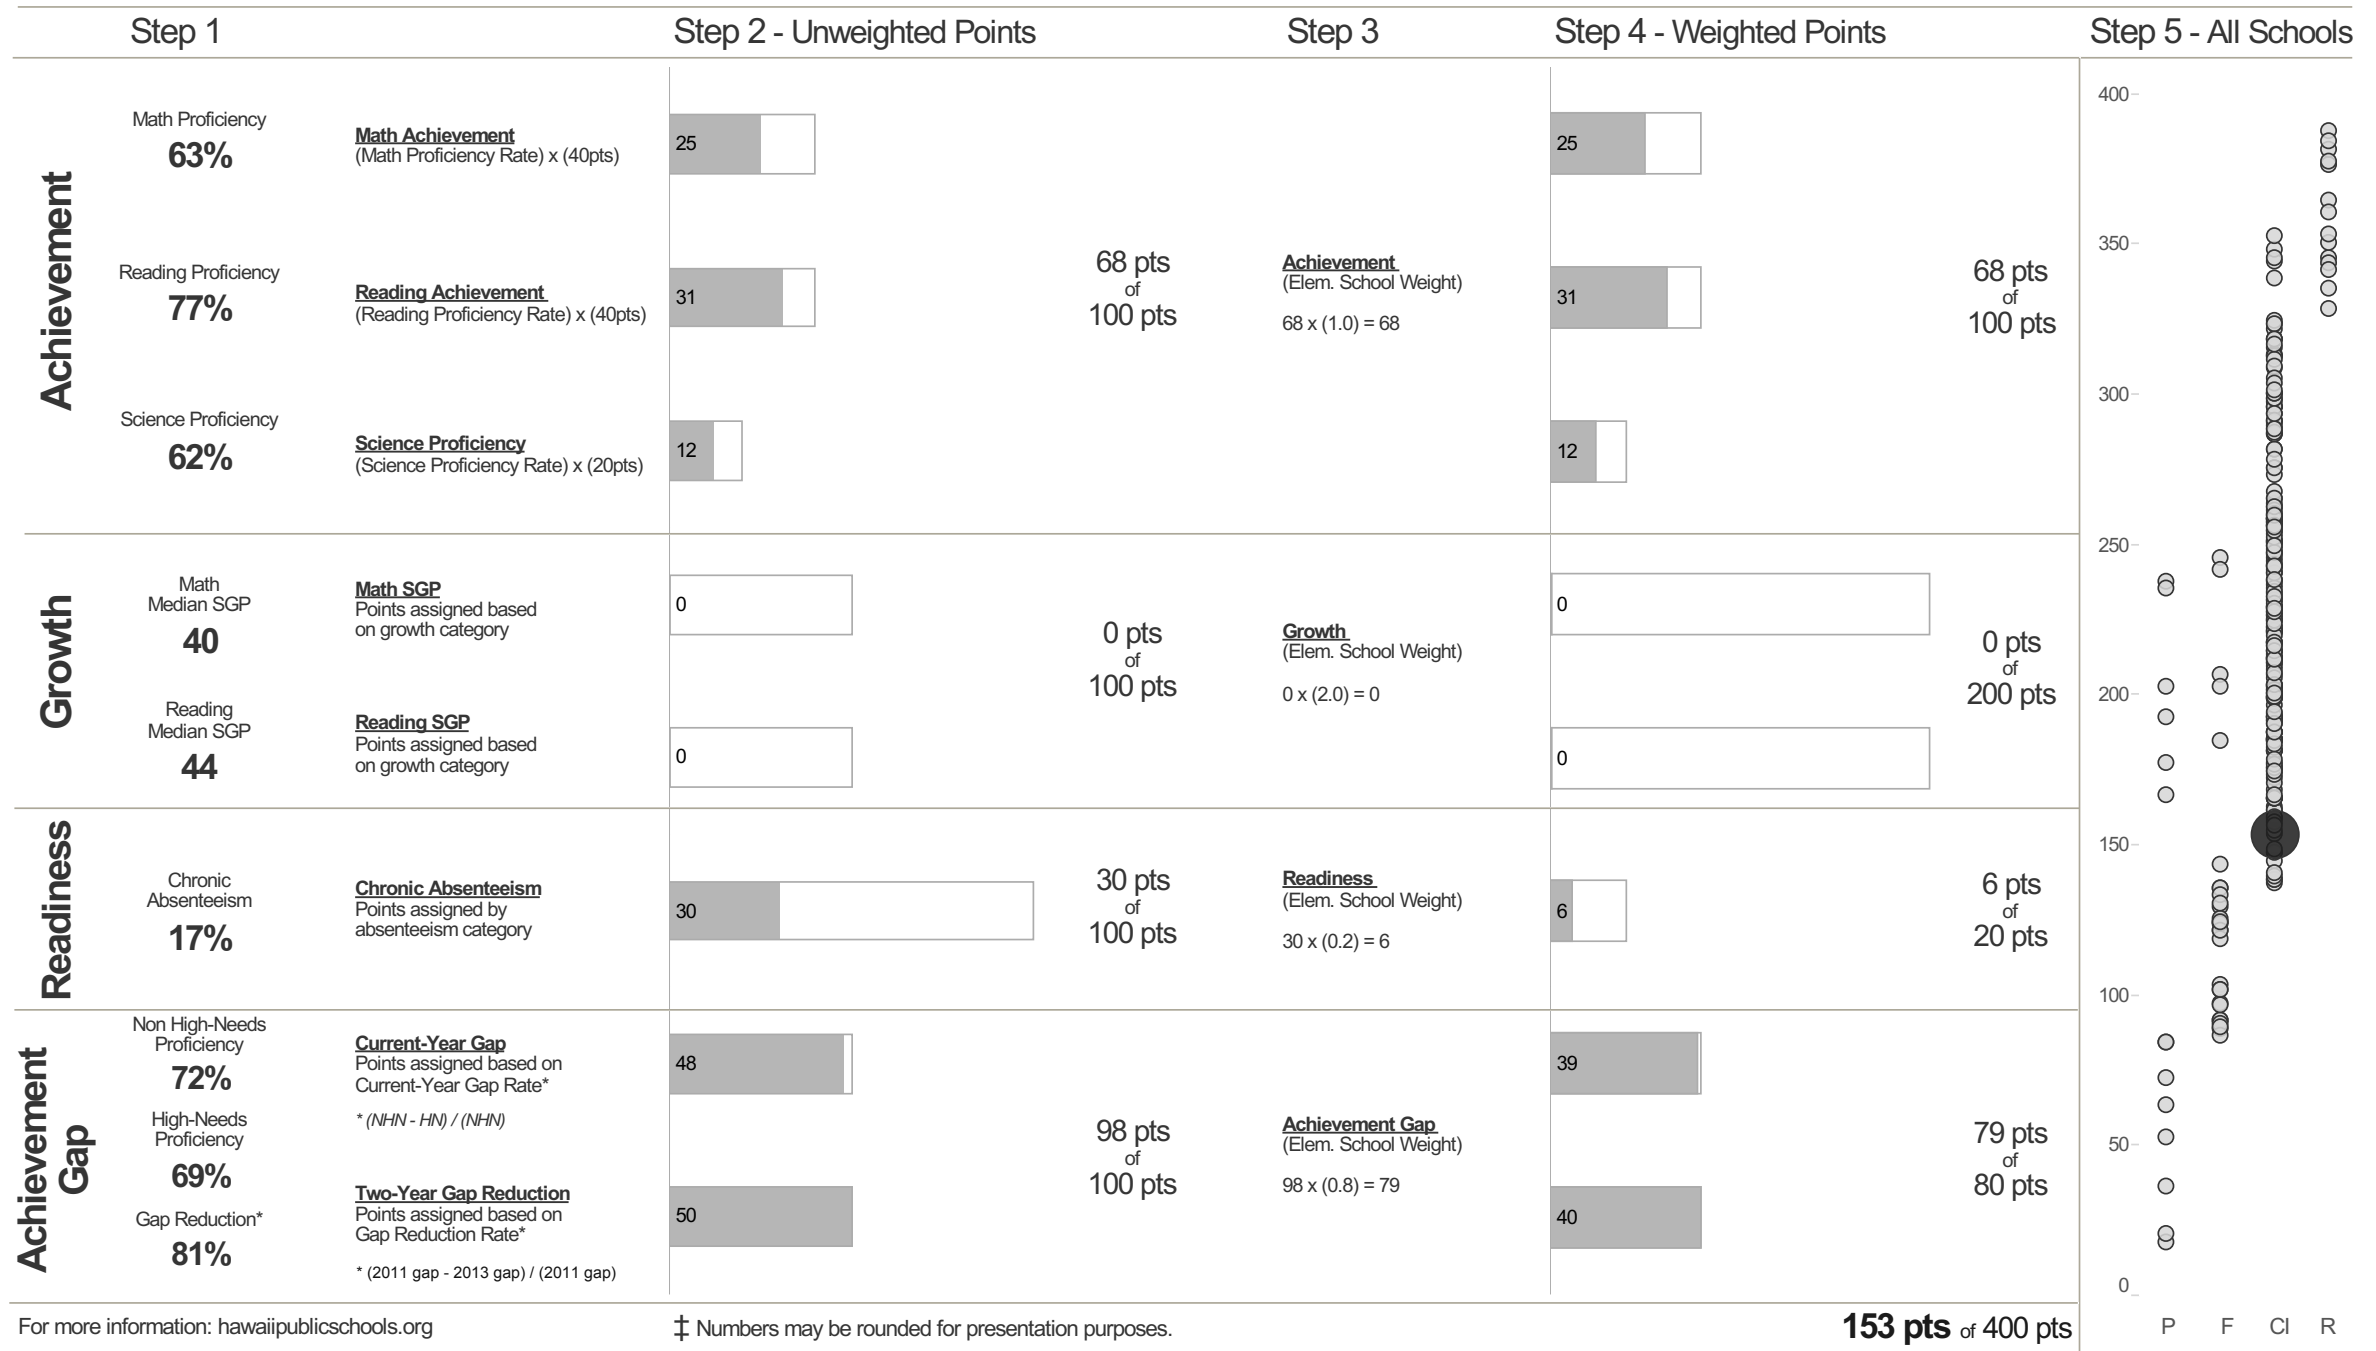 Step 1
Step 2 - Unweighted Points
Step 3
Step 4 - Weighted Points
Step 5 - All Schools
Achievement
Math Proficiency
63%
Math Achievement
(Math Proficiency Rate) x (40pts)
25
25
Reading Proficiency
77%
Reading Achievement
(Reading Proficiency Rate) x (40pts)
31
68 pts
of
100 pts
Achievement
(Elem. School Weight)
68 x (1.0) = 68
31
68 pts
of
100 pts
Science Proficiency
62%
Science Proficiency
(Science Proficiency Rate) x (20pts)
12
12
Growth
Math
Median SGP
40
Math SGP
Points assigned based
on growth category
0
0 pts
of
100 pts
Growth
(Elem. School Weight)
0 x (2.0) = 0
0
0 pts
of
200 pts
Reading
Median SGP
44
Reading SGP
Points assigned based
on growth category
0
0
Readiness
Chronic
Absenteeism
17%
Chronic Absenteeism
Points assigned by
absenteeism category
30
30 pts
of
100 pts
Readiness
(Elem. School Weight)
30 x (0.2) = 6
6
6 pts
of
20 pts
Achievement
Gap
Non High-Needs
Proficiency
72%
High-Needs
Proficiency
69%
Gap Reduction*
81%
Current-Year Gap
Points assigned based on
Current-Year Gap Rate*
* (NHN - HN) / (NHN)
Two-Year Gap Reduction
Points assigned based on
Gap Reduction Rate*
* (2011 gap - 2013 gap) / (2011 gap)
48
50
98 pts
of
100 pts
Achievement Gap
(Elem. School Weight)
98 x (0.8) = 79
39
40
79 pts
of
80 pts
400
350
300
250
200
150
100
50
0
P F CI R
For more information: hawaiipublicschools.org
‡ Numbers may be rounded for presentation purposes.
153 pts of 400 pts